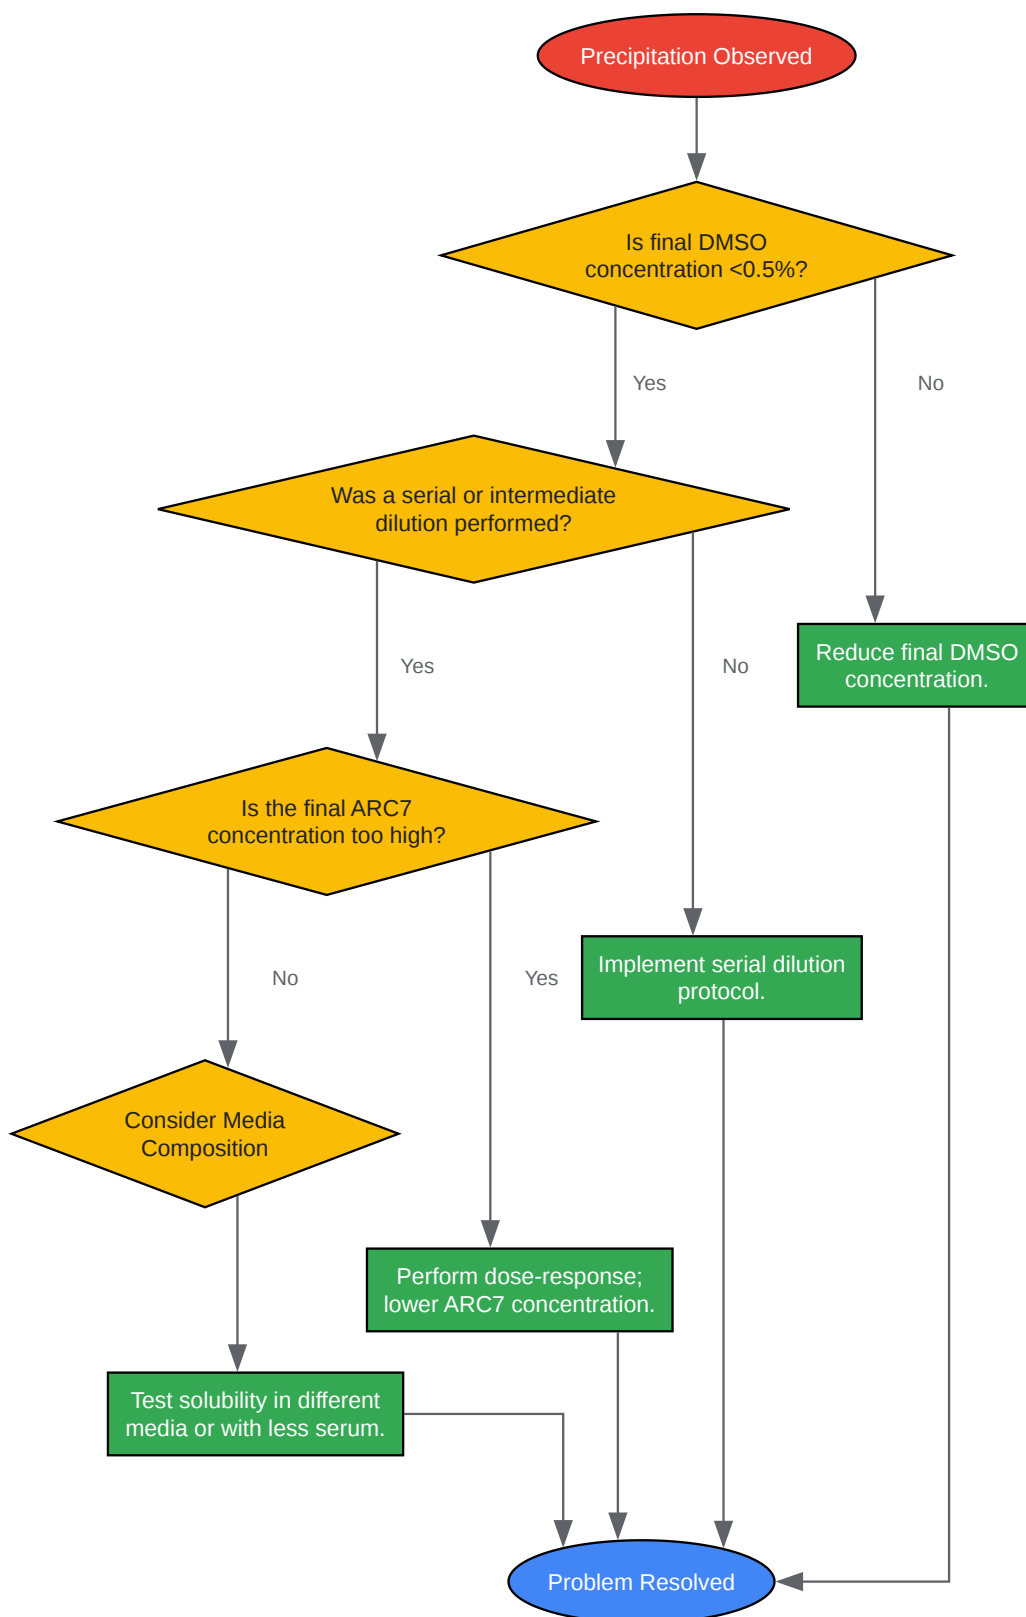 Precipitation Observed
Is final DMSO
concentration <0.5%?
Yes
No
Was a serial or intermediate
dilution performed?
Reduce final DMSO
concentration.
Yes
No
Is the final ARC7
concentration too high?
Implement serial dilution
protocol.
No
Yes
Consider Media
Composition
Perform dose-response;
lower ARC7 concentration.
Test solubility in different
media or with less serum.
Problem Resolved